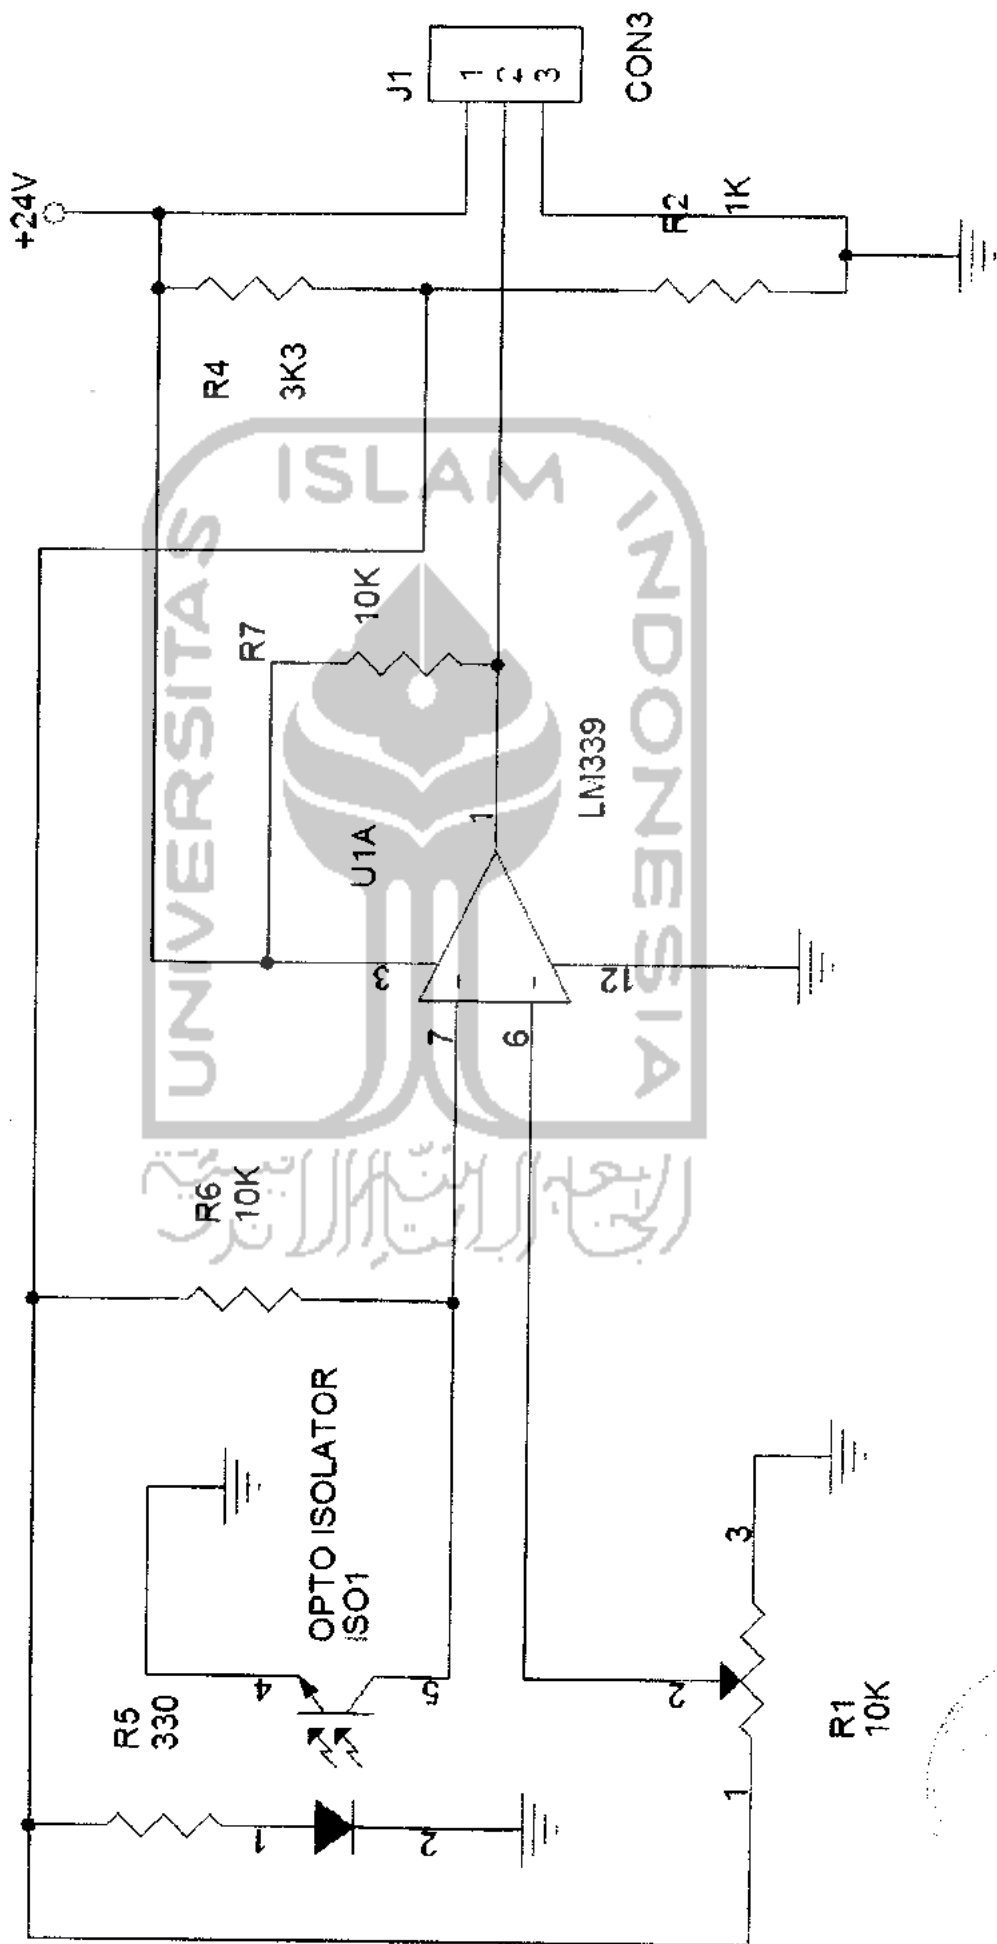 +24V
J1
1
2
3
CON3
R2
1K
R4
3K3
R7
10K
U1A
LM339
3
12
7
6
1
R6
10K
OPTO ISOLATOR
ISO1
R5
330
4
5
1
2
R1
10K
1
2
3
UNIVERSITAS
ISLAM
INDONESIA